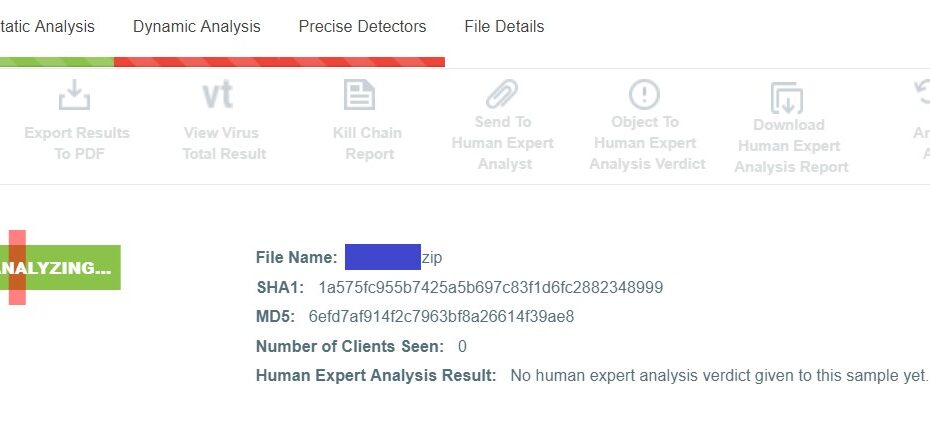 tatic Analysis Dynamic Analysis Precise Detectors File Details
Export Results
To PDF
vt
View Virus
Total Result
Kill Chain
Report
Send To
Human Expert
Analyst
Object To
Human Expert
Analysis Verdict
Download
Human Expert
Analysis Report
An
A
NALYZING...
File Name: zip
SHA1: 1a575fc955b7425a5b697c83f1d6fc2882348999
MD5: 6efd7af914f2c7963bf8a26614f39ae8
Number of Clients Seen: 0
Human Expert Analysis Result: No human expert analysis verdict given to this sample yet.